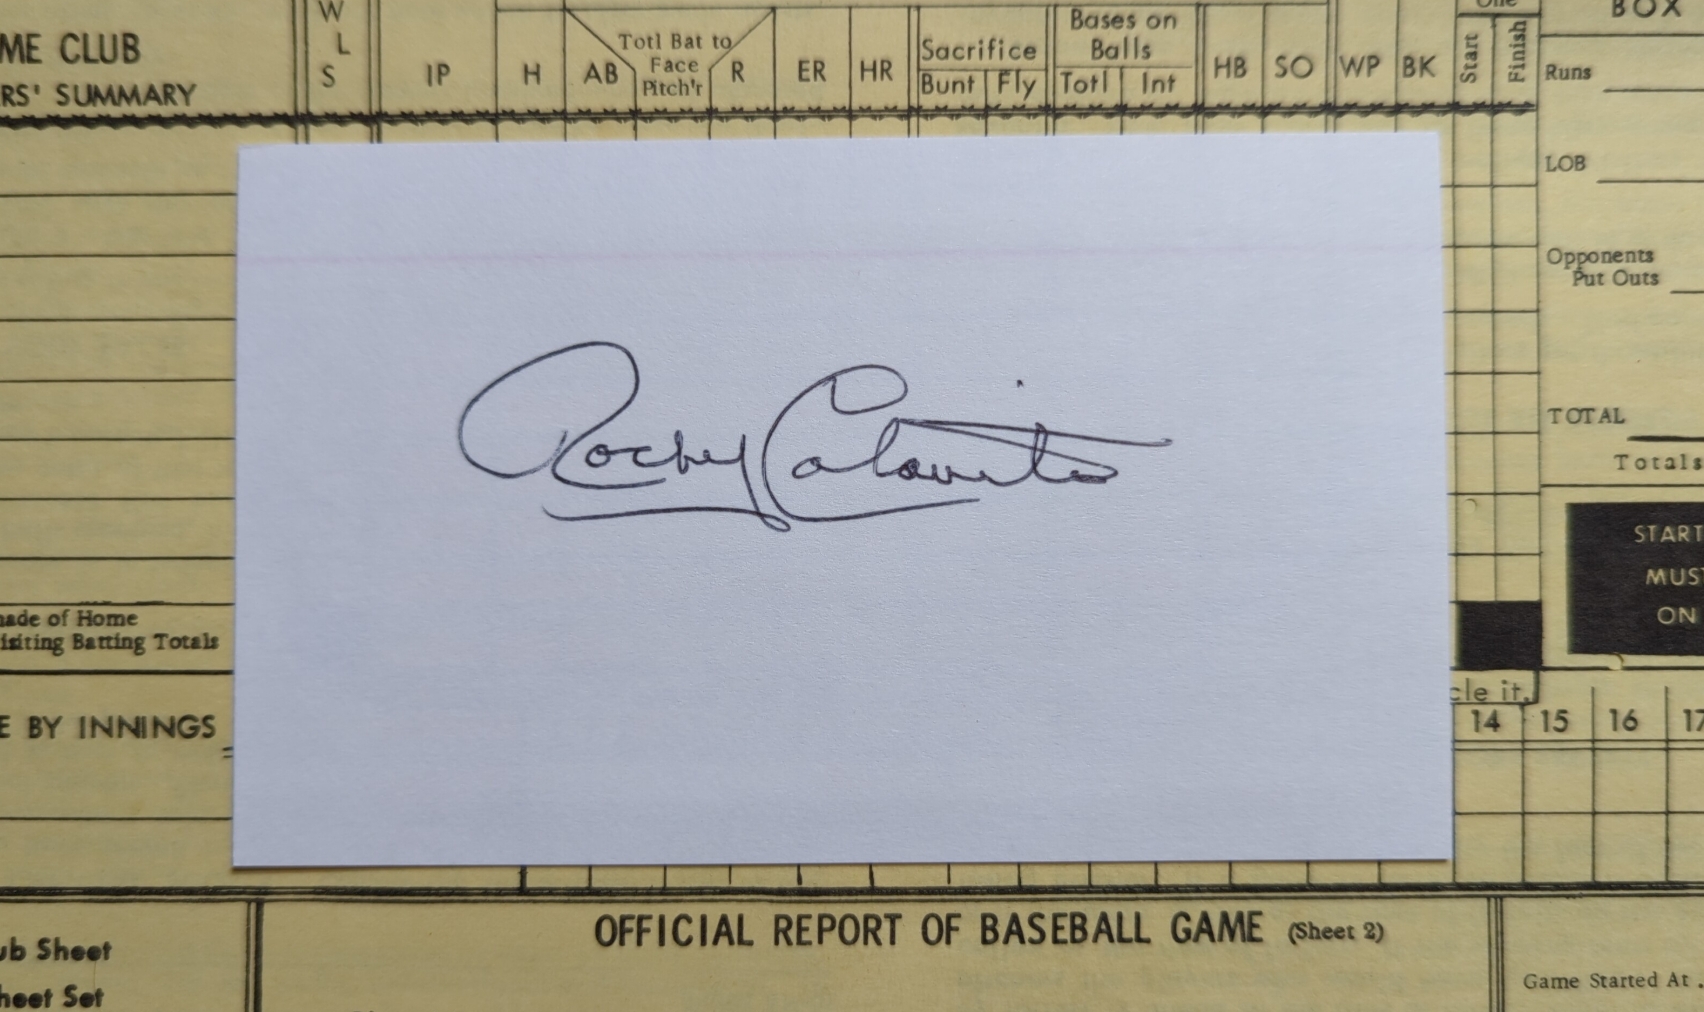 W
L
S
ME CLUB
RS' SUMMARY
IP
H
AB
Totl Bat to
Face
Pitch'r
R
ER
HR
Sacrifice
Bunt Fly
Bases on
Balls
Totl Int
HB
SO
WP
BK
One
Start
Finish
BOX
Runs
LOB
Opponents
Put Outs
TOTAL
Totals
START
MUS
ON
Rocky Colavito
made of Home
isiting Batting Totals
E BY INNINGS
cle it.
14 15 16 17
OFFICIAL REPORT OF BASEBALL GAME (Sheet 2)
ub Sheet
heet Set
Game Started At .